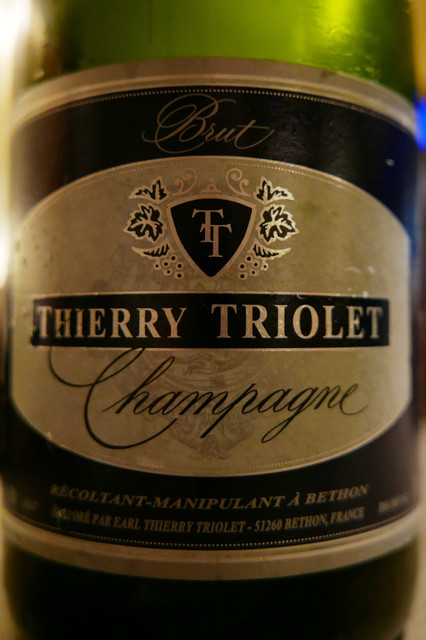 Brut
TT
THIERRY TRIOLET
Champagne
RÉCOLTANT-MANIPULANT À BETHON
ÉLABORÉ PAR EARL THIERRY TRIOLET - 51260 BETHON, FRANCE